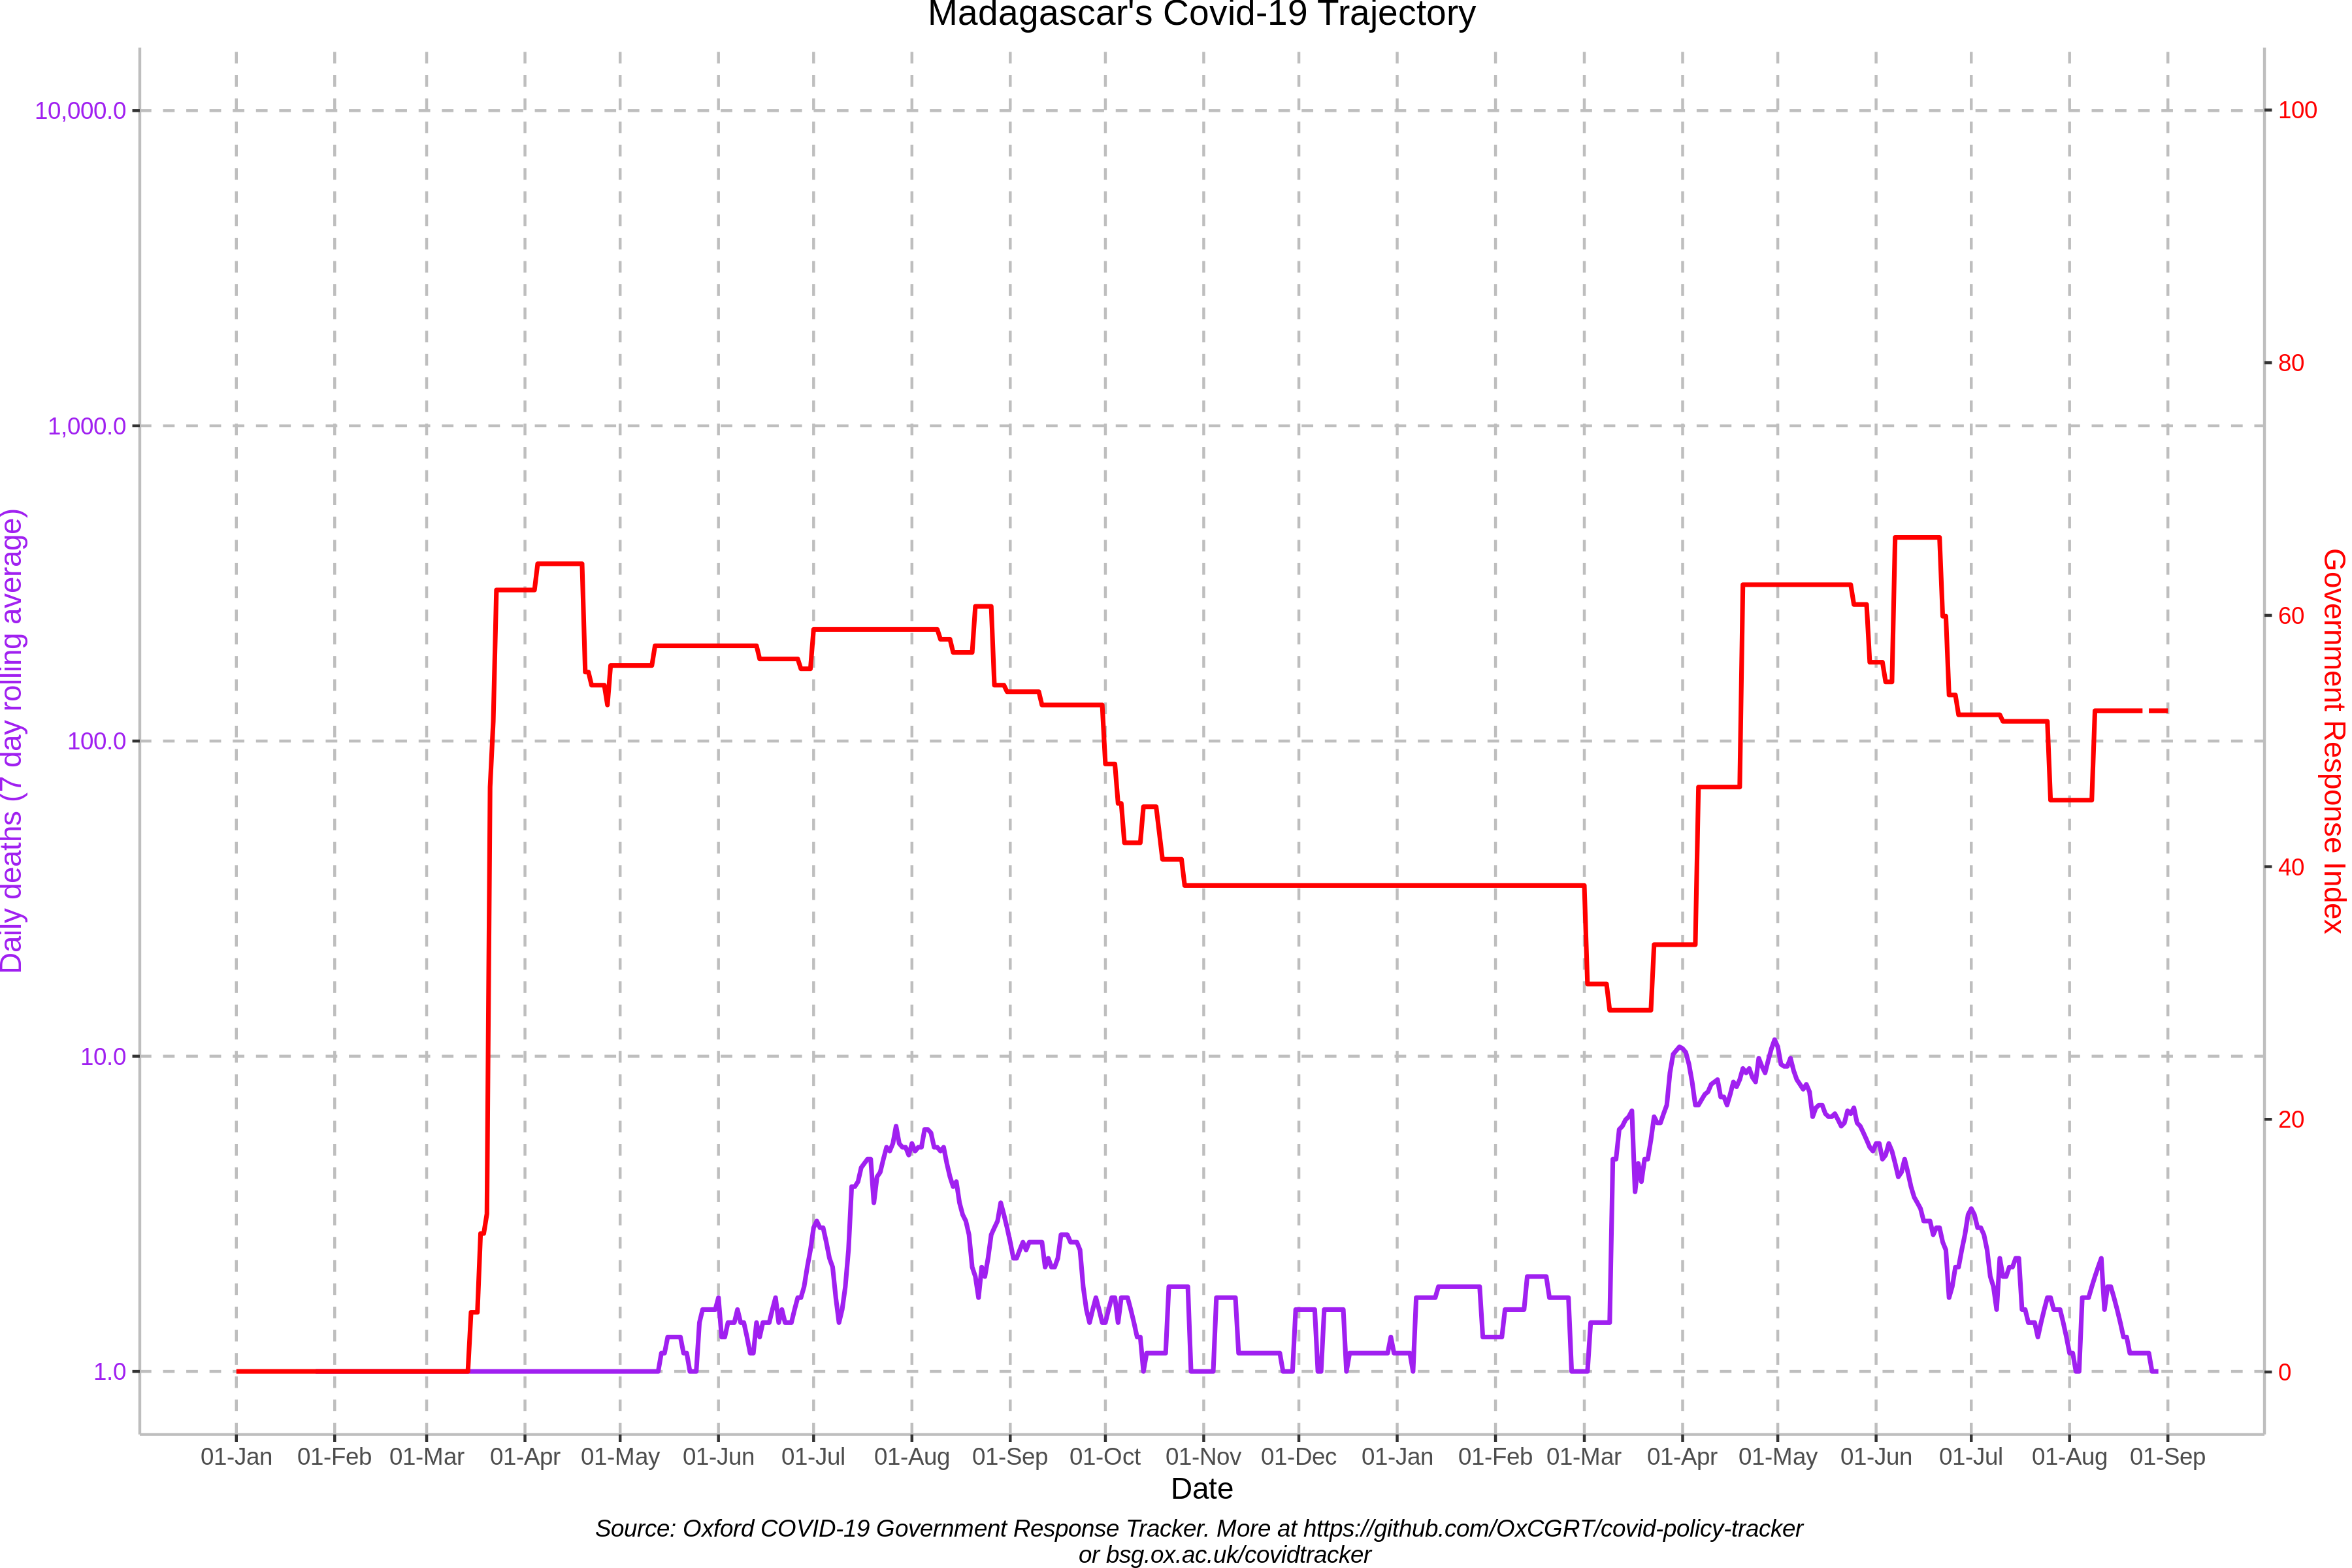 Madagascar's Covid-19 Trajectory
Daily deaths (7 day rolling average)
10,000.0
1,000.0
100.0
10.0
1.0
100
80
60
40
20
0
Government Response Index
01-Jan 01-Feb 01-Mar 01-Apr 01-May 01-Jun 01-Jul 01-Aug 01-Sep 01-Oct 01-Nov 01-Dec 01-Jan 01-Feb 01-Mar 01-Apr 01-May 01-Jun 01-Jul 01-Aug 01-Sep
Date
Source: Oxford COVID-19 Government Response Tracker. More at https://github.com/OxCGRT/covid-policy-tracker
or bsg.ox.ac.uk/covidtracker